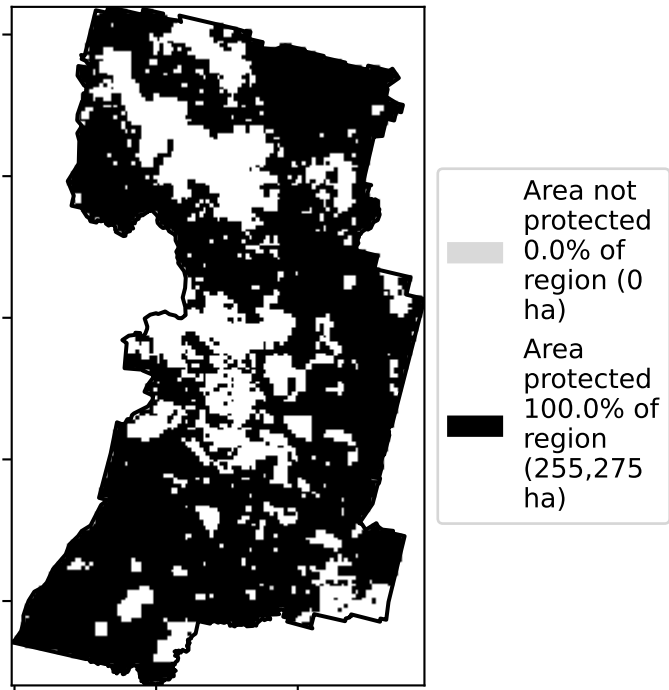 Area not
protected
0.0% of
region (0
ha)
Area
protected
100.0% of
region
(255,275
ha)